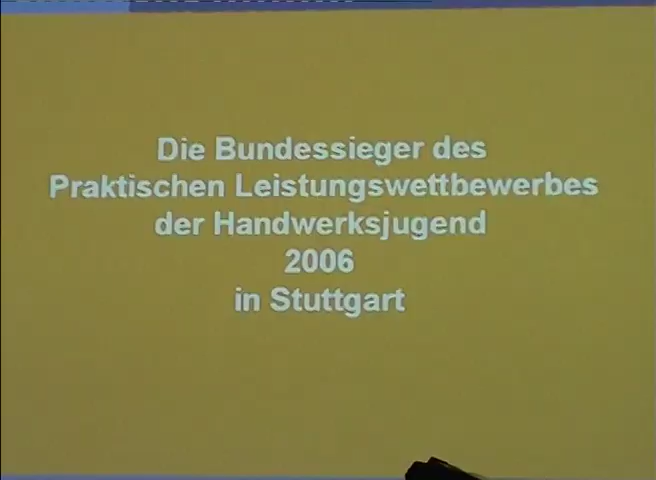 Die Bundessieger des
Praktischen Leistungswettbewerbes
der Handwerksjugend
2006
in Stuttgart